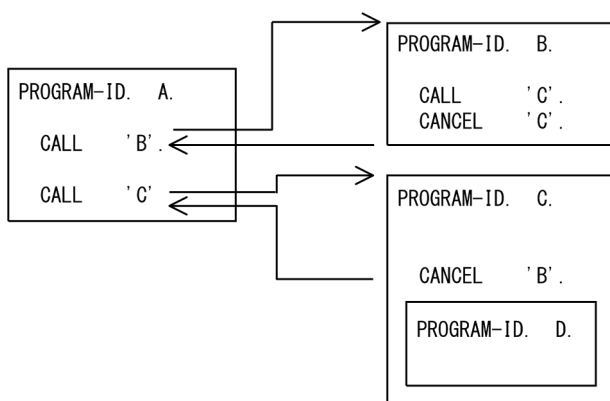 PROGRAM-ID. A.
CALL 'B'.
CALL 'C'
PROGRAM-ID. B.
CALL 'C'.
CANCEL 'C'.
PROGRAM-ID. C.
CANCEL 'B'.
PROGRAM-ID. D.